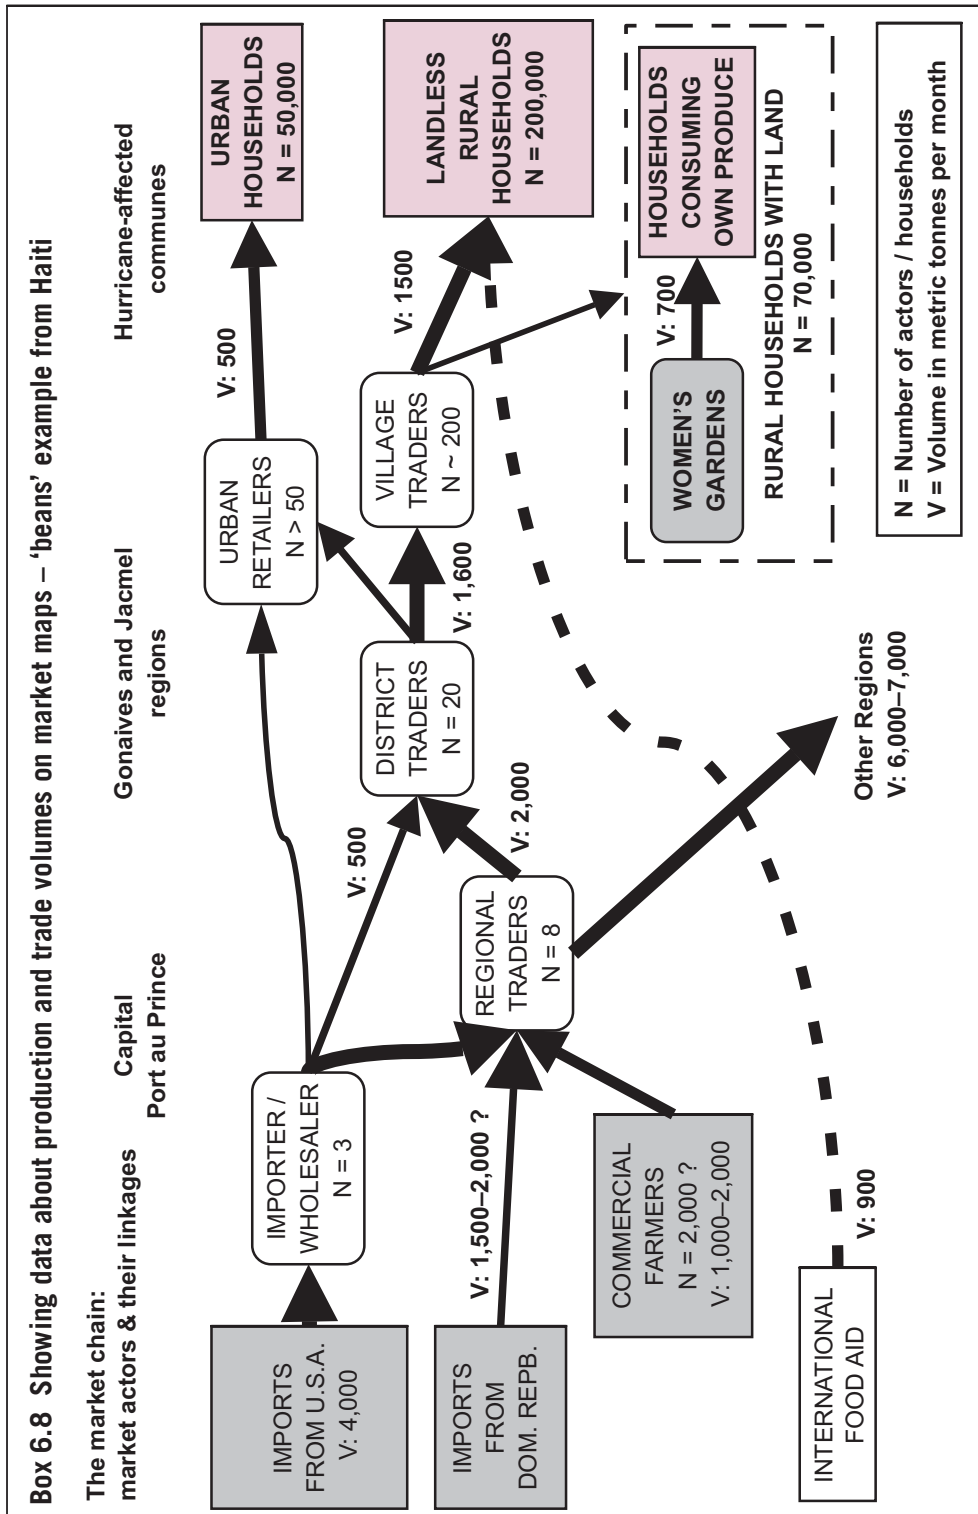 Box 6.8 Showing data about production and trade volumes on market maps – ‘beans’ example from Haiti
The market chain:
market actors & their linkages
Capital
Port au Prince
Gonaives and Jacmel
regions
Hurricane-affected
communes
IMPORTS
FROM U.S.A.
V: 4,000
IMPORTER /
WHOLESALER
N = 3
URBAN
RETAILERS
N > 50
V: 500
URBAN
HOUSEHOLDS
N = 50,000
V: 500
DISTRICT
TRADERS
N = 20
V: 1,600
VILLAGE
TRADERS
N ~ 200
V: 1500
LANDLESS
RURAL
HOUSEHOLDS
N = 200,000
IMPORTS
FROM
DOM. REPB.
V: 1,500–2,000 ?
REGIONAL
TRADERS
N = 8
V: 2,000
COMMERCIAL
FARMERS
N = 2,000 ?
V: 1,000–2,000
Other Regions
V: 6,000–7,000
WOMEN’S
GARDENS
V: 700
HOUSEHOLDS
CONSUMING
OWN PRODUCE
RURAL HOUSEHOLDS WITH LAND
N = 70,000
INTERNATIONAL
FOOD AID
V: 900
N = Number of actors / households
V = Volume in metric tonnes per month